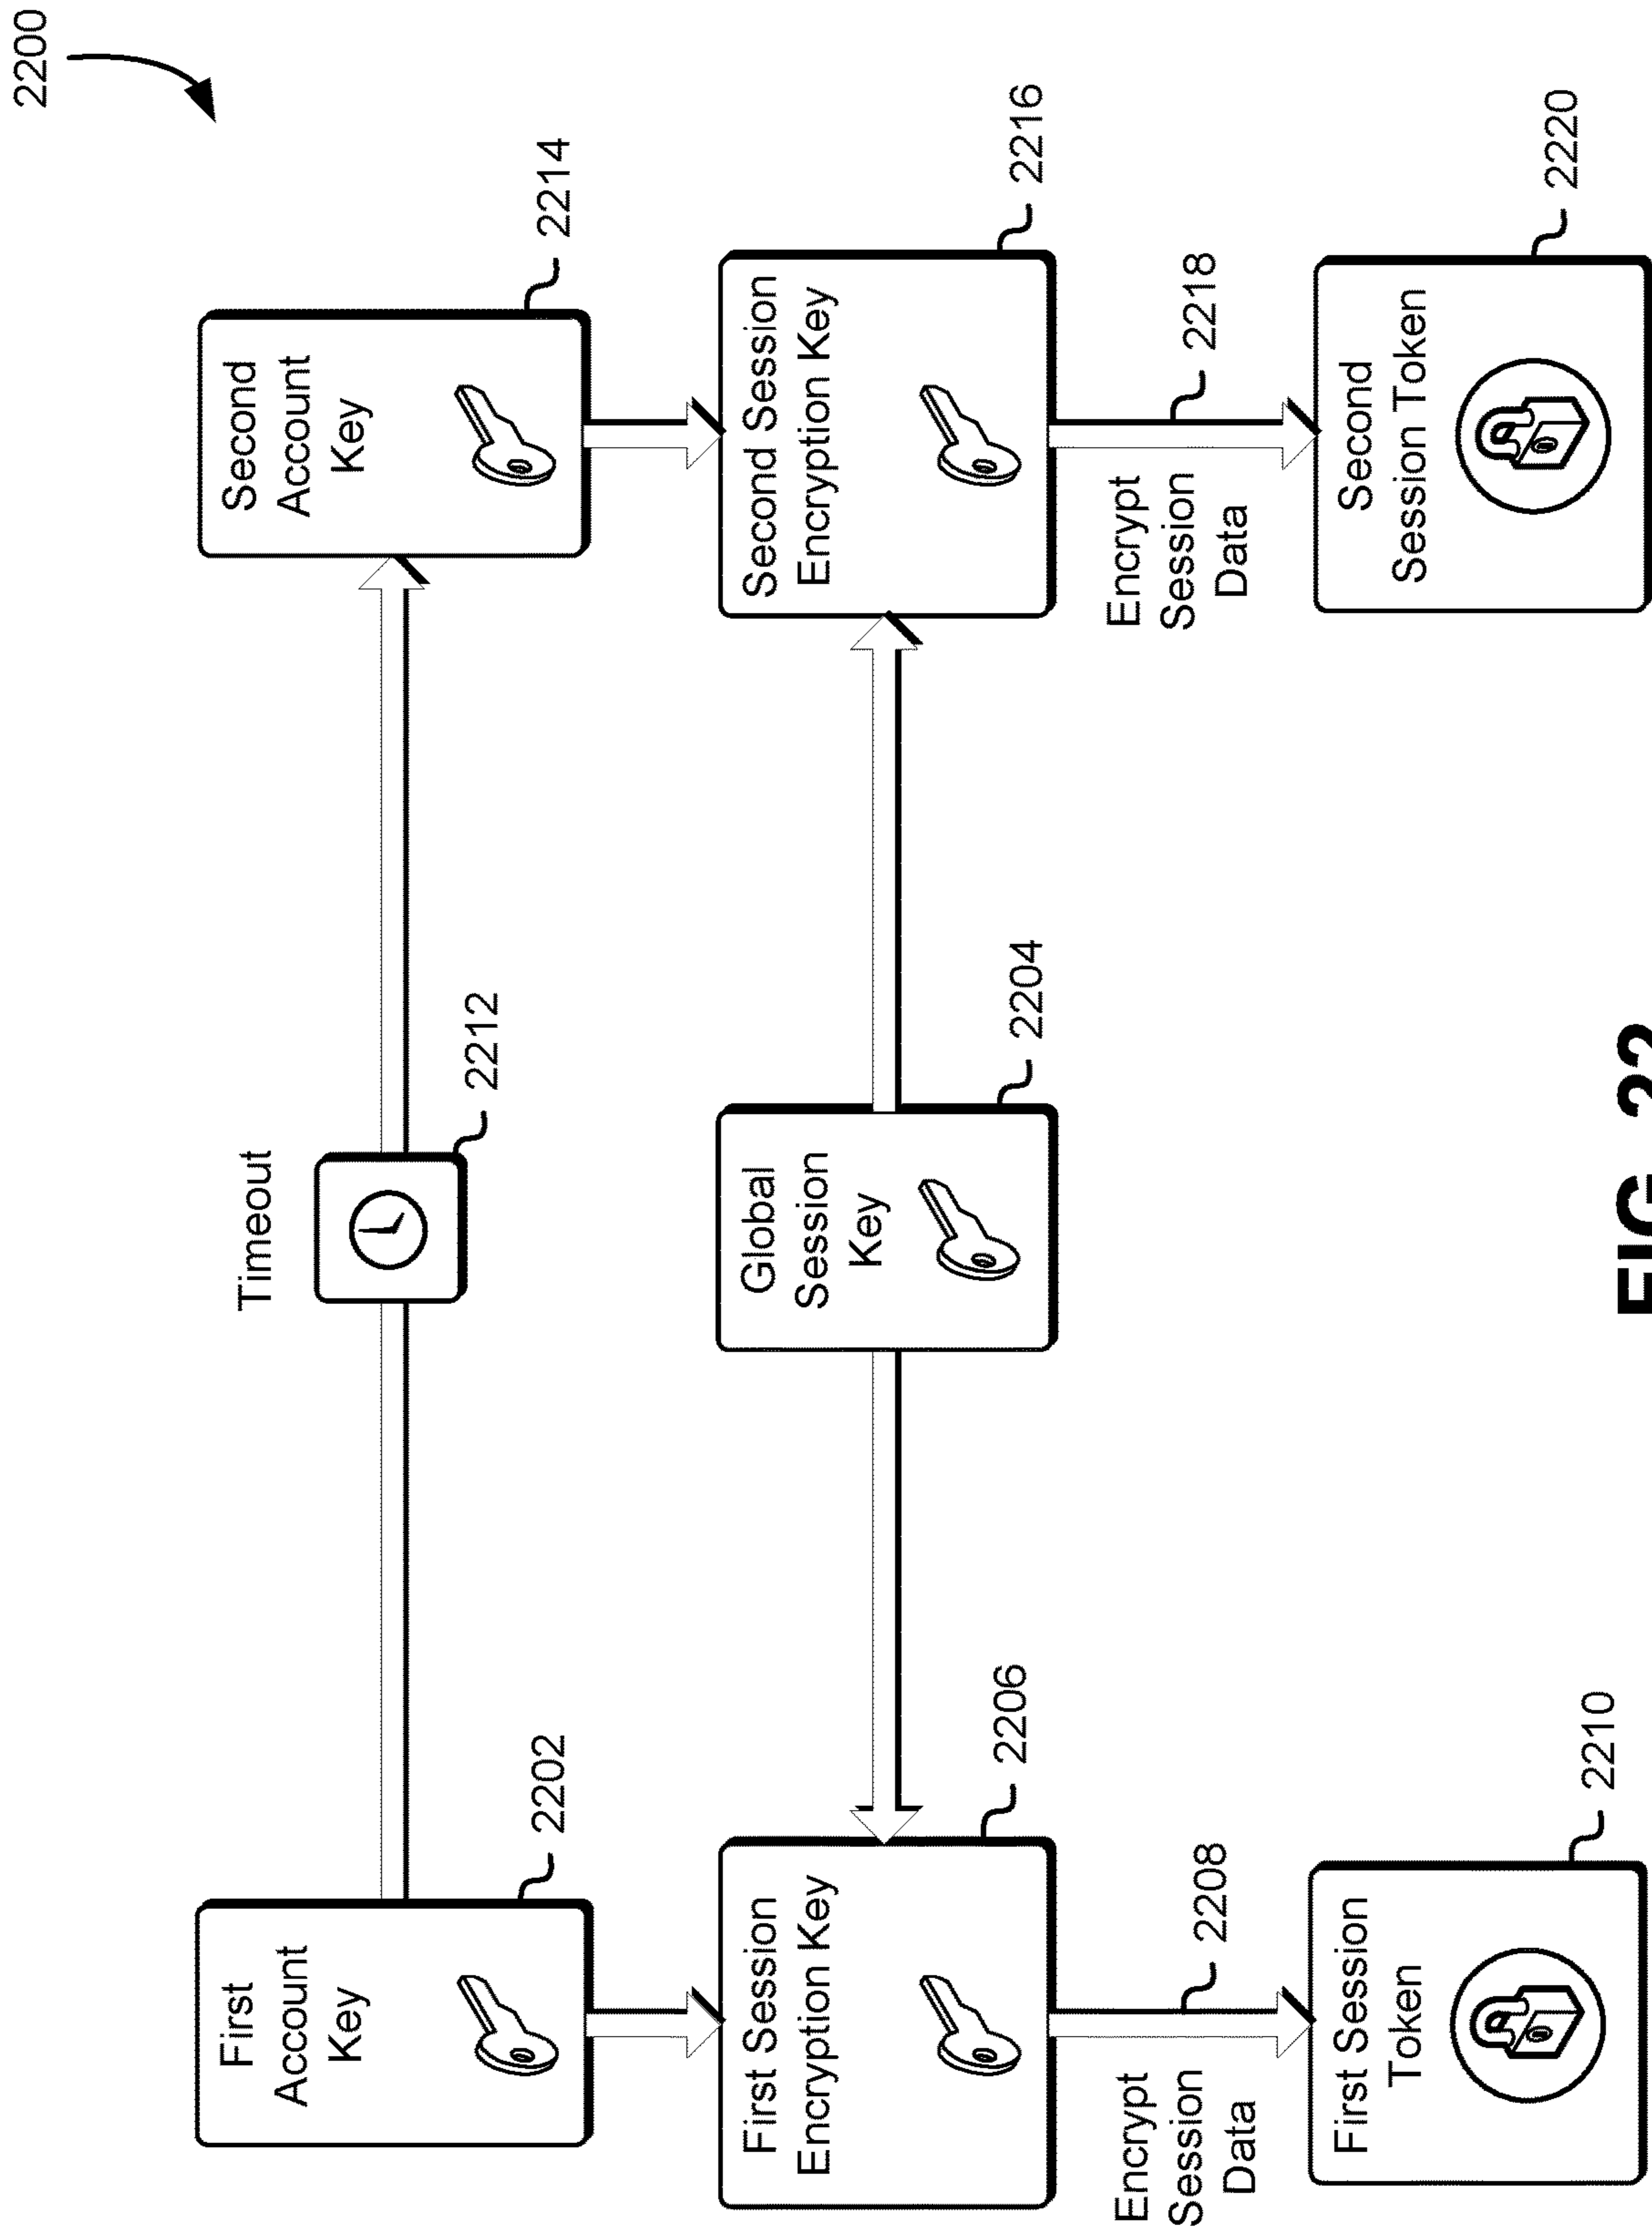 2200
Timeout
First
Account
Key
2202
2212
Second
Account
Key
2214
First Session
Encryption Key
2206
Global
Session
Key
2204
Second Session
Encryption Key
2216
Encrypt
Session
Data
2208
Encrypt
Session
Data
2218
First Session
Token
2210
Second
Session Token
2220
FIG. 22